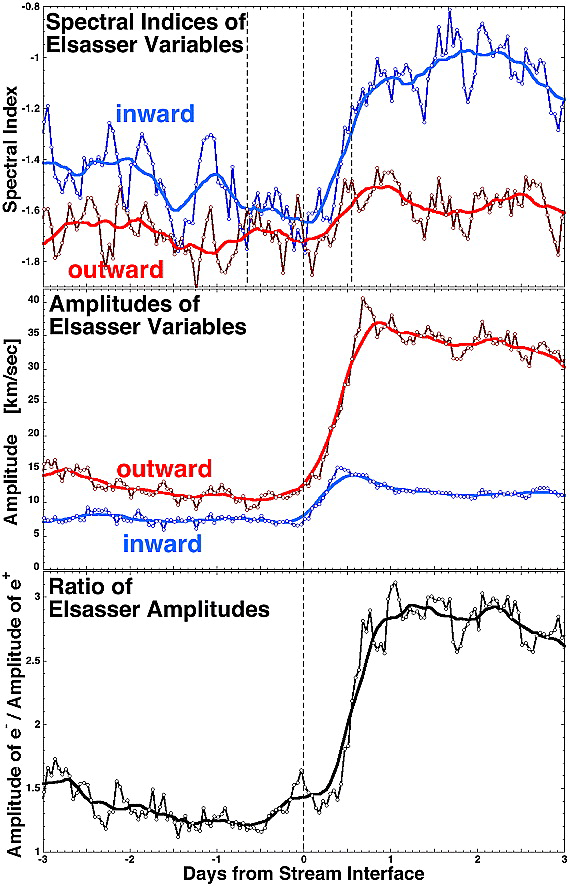 -0.8
Spectral Indices of
Elsasser Variables
-1
inward
-1.2
Spectral Index
-1.4
-1.6
outward
-1.8
40
Amplitudes of
Elsasser Variables
35
30
25
20
15
outward
10
5
inward
0
Amplitude [km/sec]
Ratio of
Elsasser Amplitudes
3
2.5
2
1.5
1
Amplitude of e- / Amplitude of e+
-3 -2 -1 0 1 2 3
Days from Stream Interface